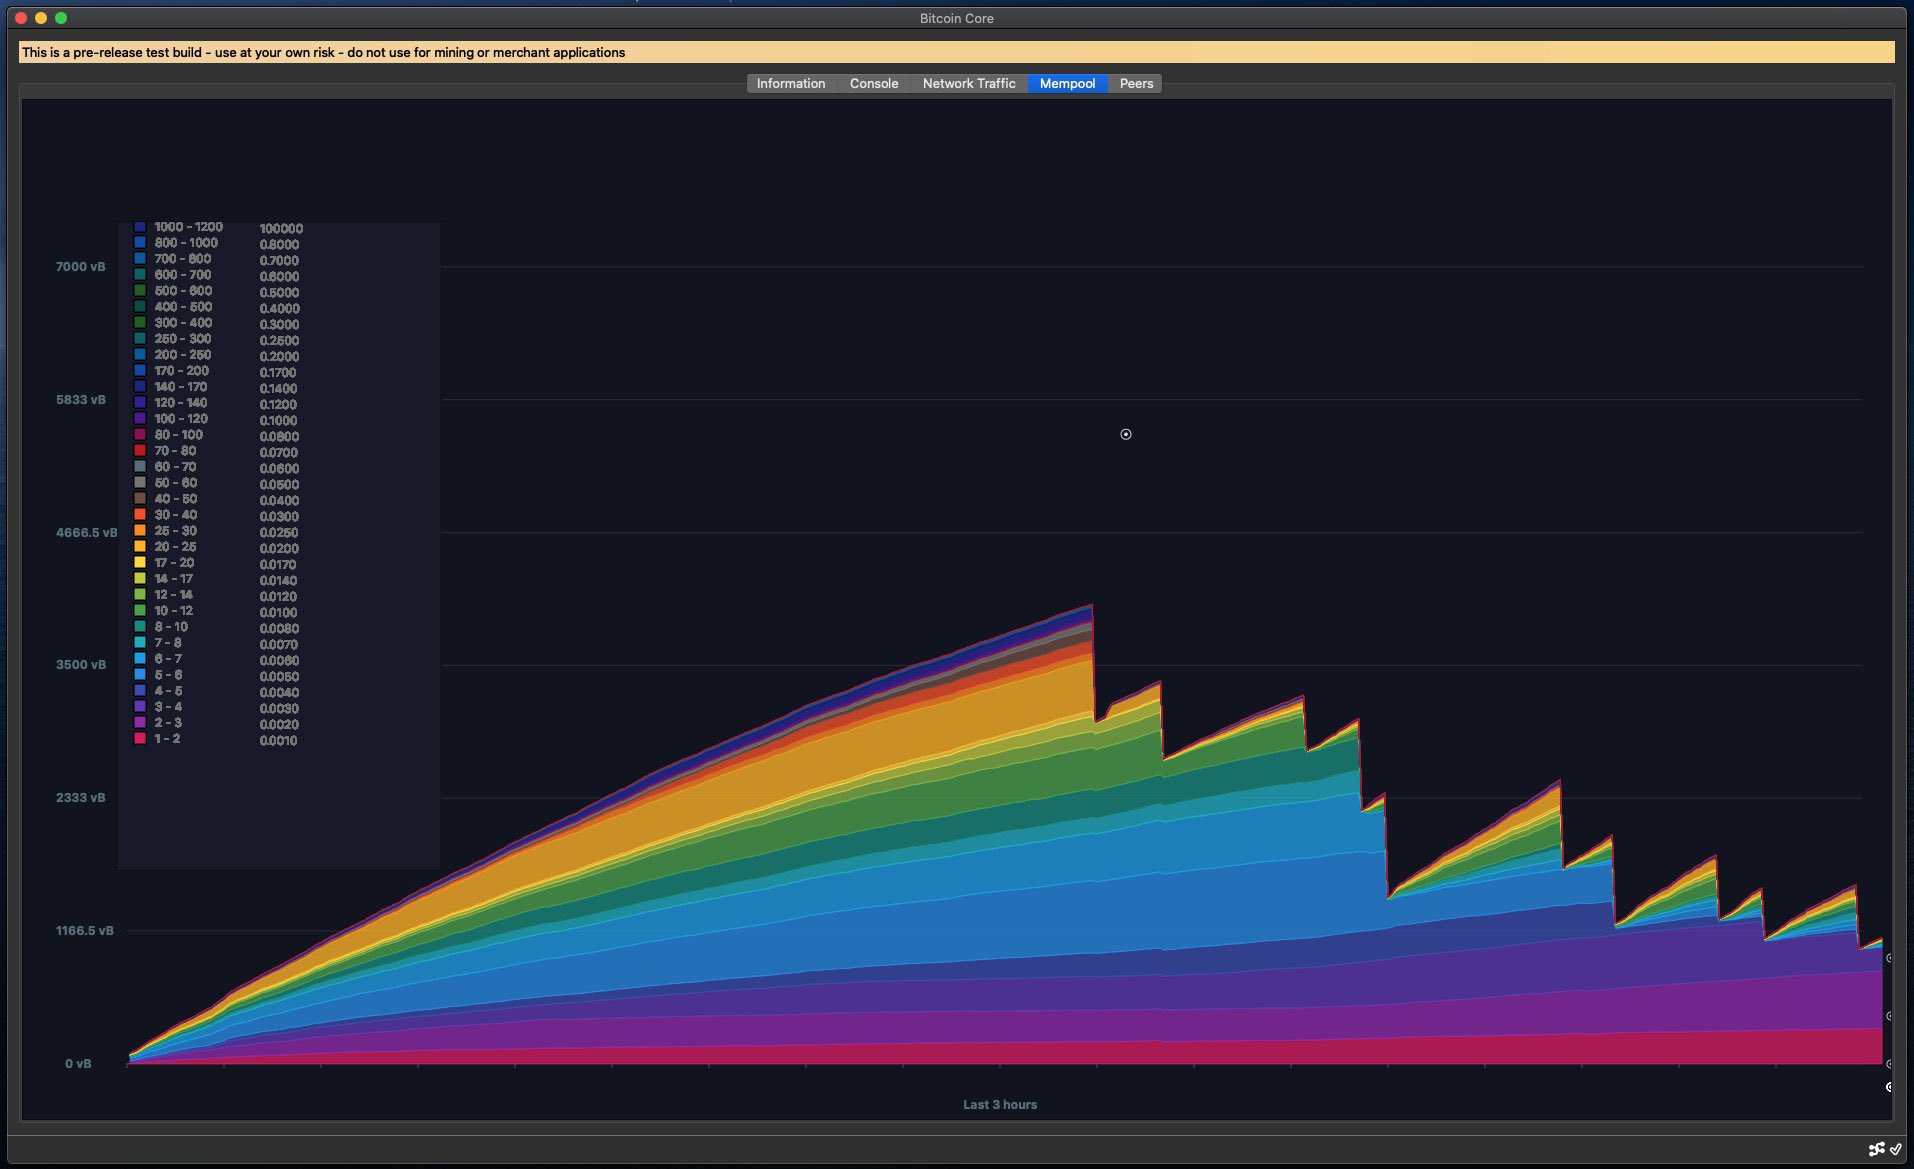 Bitcoin Core
This is a pre-release test build - use at your own risk - do not use for mining or merchant applications
Information Console Network Traffic Mempool Peers
7000 vB
5833 vB
4666.5 vB
3500 vB
2333 vB
1166.5 vB
0 vB
1000 - 1200 100000
800 - 1000 0.8000
700 - 800 0.7000
600 - 700 0.6000
500 - 600 0.5000
400 - 500 0.4000
300 - 400 0.3000
250 - 300 0.2500
200 - 250 0.2000
170 - 200 0.1700
140 - 170 0.1400
120 - 140 0.1200
100 - 120 0.1000
80 - 100 0.0800
70 - 80 0.0700
60 - 70 0.0600
50 - 60 0.0500
40 - 50 0.0400
30 - 40 0.0300
25 - 30 0.0250
20 - 25 0.0200
17 - 20 0.0170
14 - 17 0.0140
12 - 14 0.0120
10 - 12 0.0100
8 - 10 0.0080
7 - 8 0.0070
6 - 7 0.0060
5 - 6 0.0050
4 - 5 0.0040
3 - 4 0.0030
2 - 3 0.0020
1 - 2 0.0010
Last 3 hours